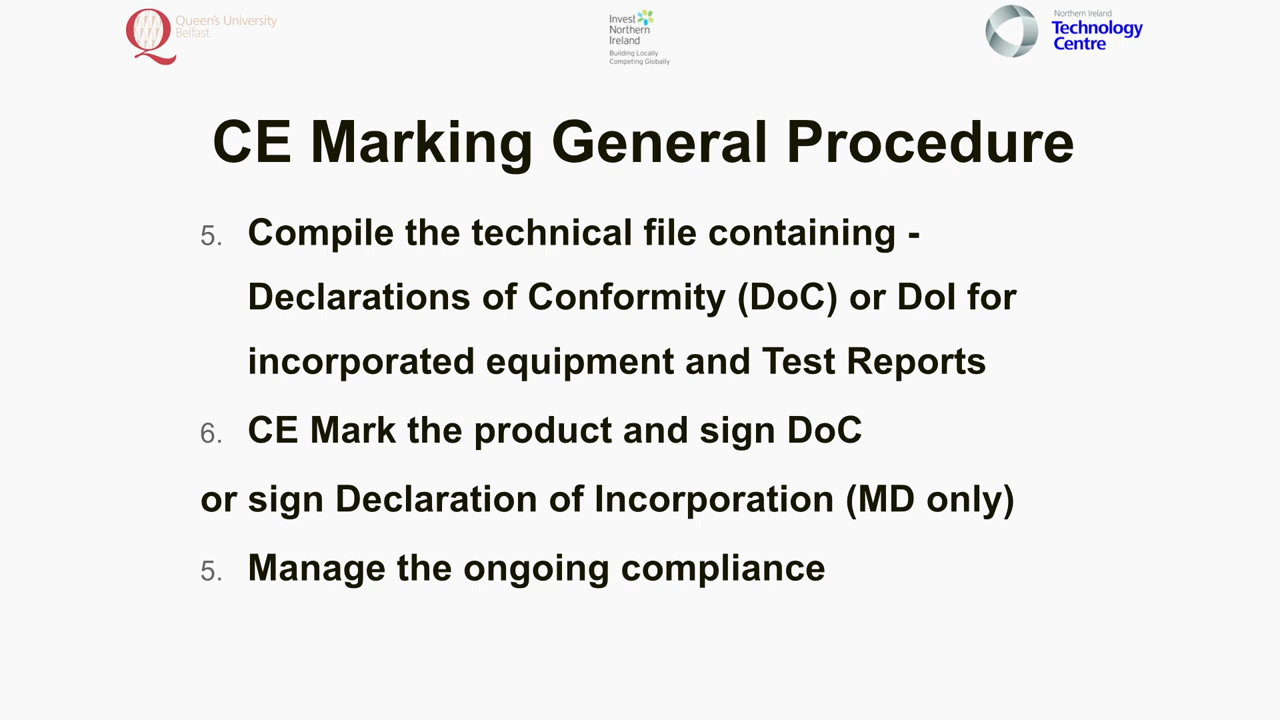 Queen's University
Belfast
Invest
Northern
Ireland
Building Locally
Competing Globally
Northern Ireland
Technology
Centre
CE Marking General Procedure
5. Compile the technical file containing -
Declarations of Conformity (DoC) or DoI for
incorporated equipment and Test Reports
6. CE Mark the product and sign DoC
or sign Declaration of Incorporation (MD only)
5. Manage the ongoing compliance